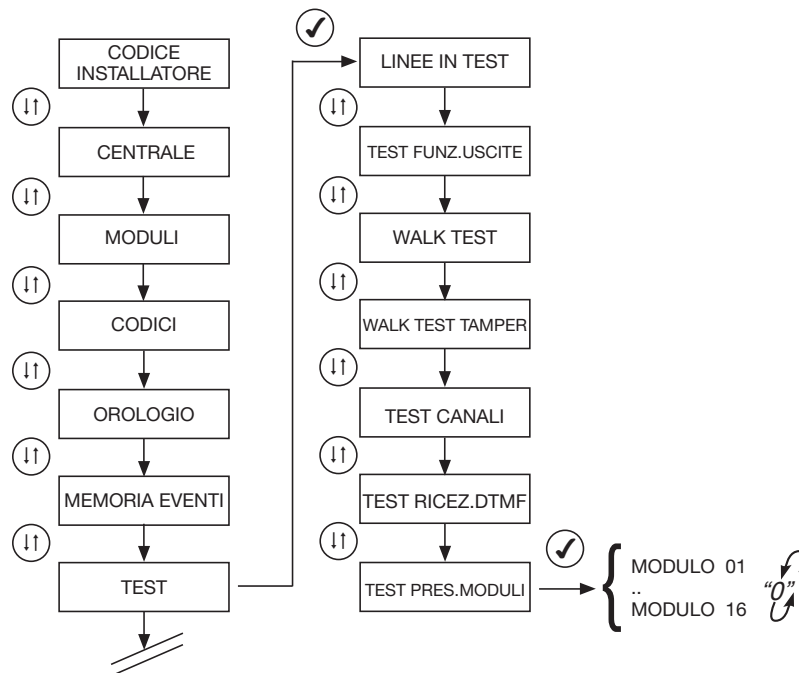 CODICE
INSTALLATORE
CENTRALE
MODULI
CODICI
OROLOGIO
MEMORIA EVENTI
TEST
LINEE IN TEST
TEST FUNZ.USCITE
WALK TEST
WALK TEST TAMPER
TEST CANALI
TEST RICEZ.DTMF
TEST PRES.MODULI
MODULO 01
..
MODULO 16
“0”